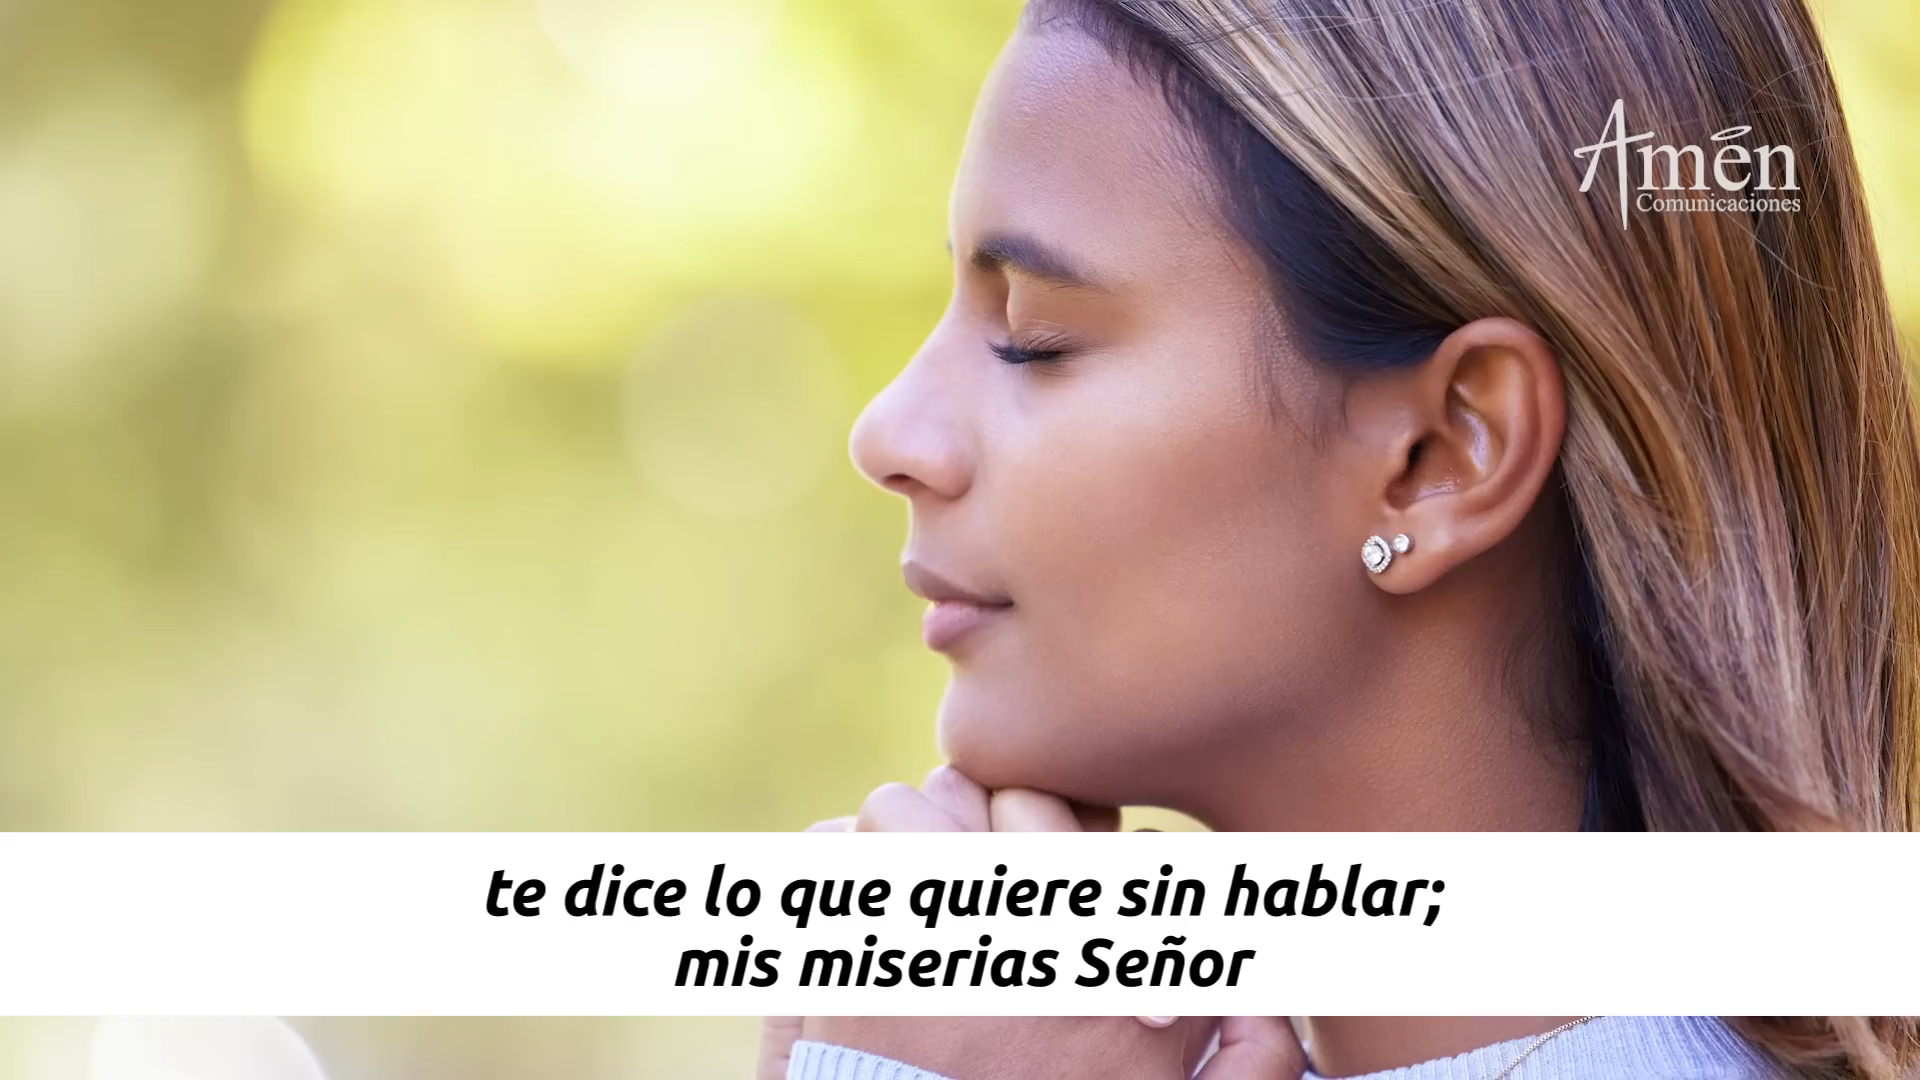 Amén
Comunicaciones
te dice lo que quiere sin hablar;
mis miserias Señor